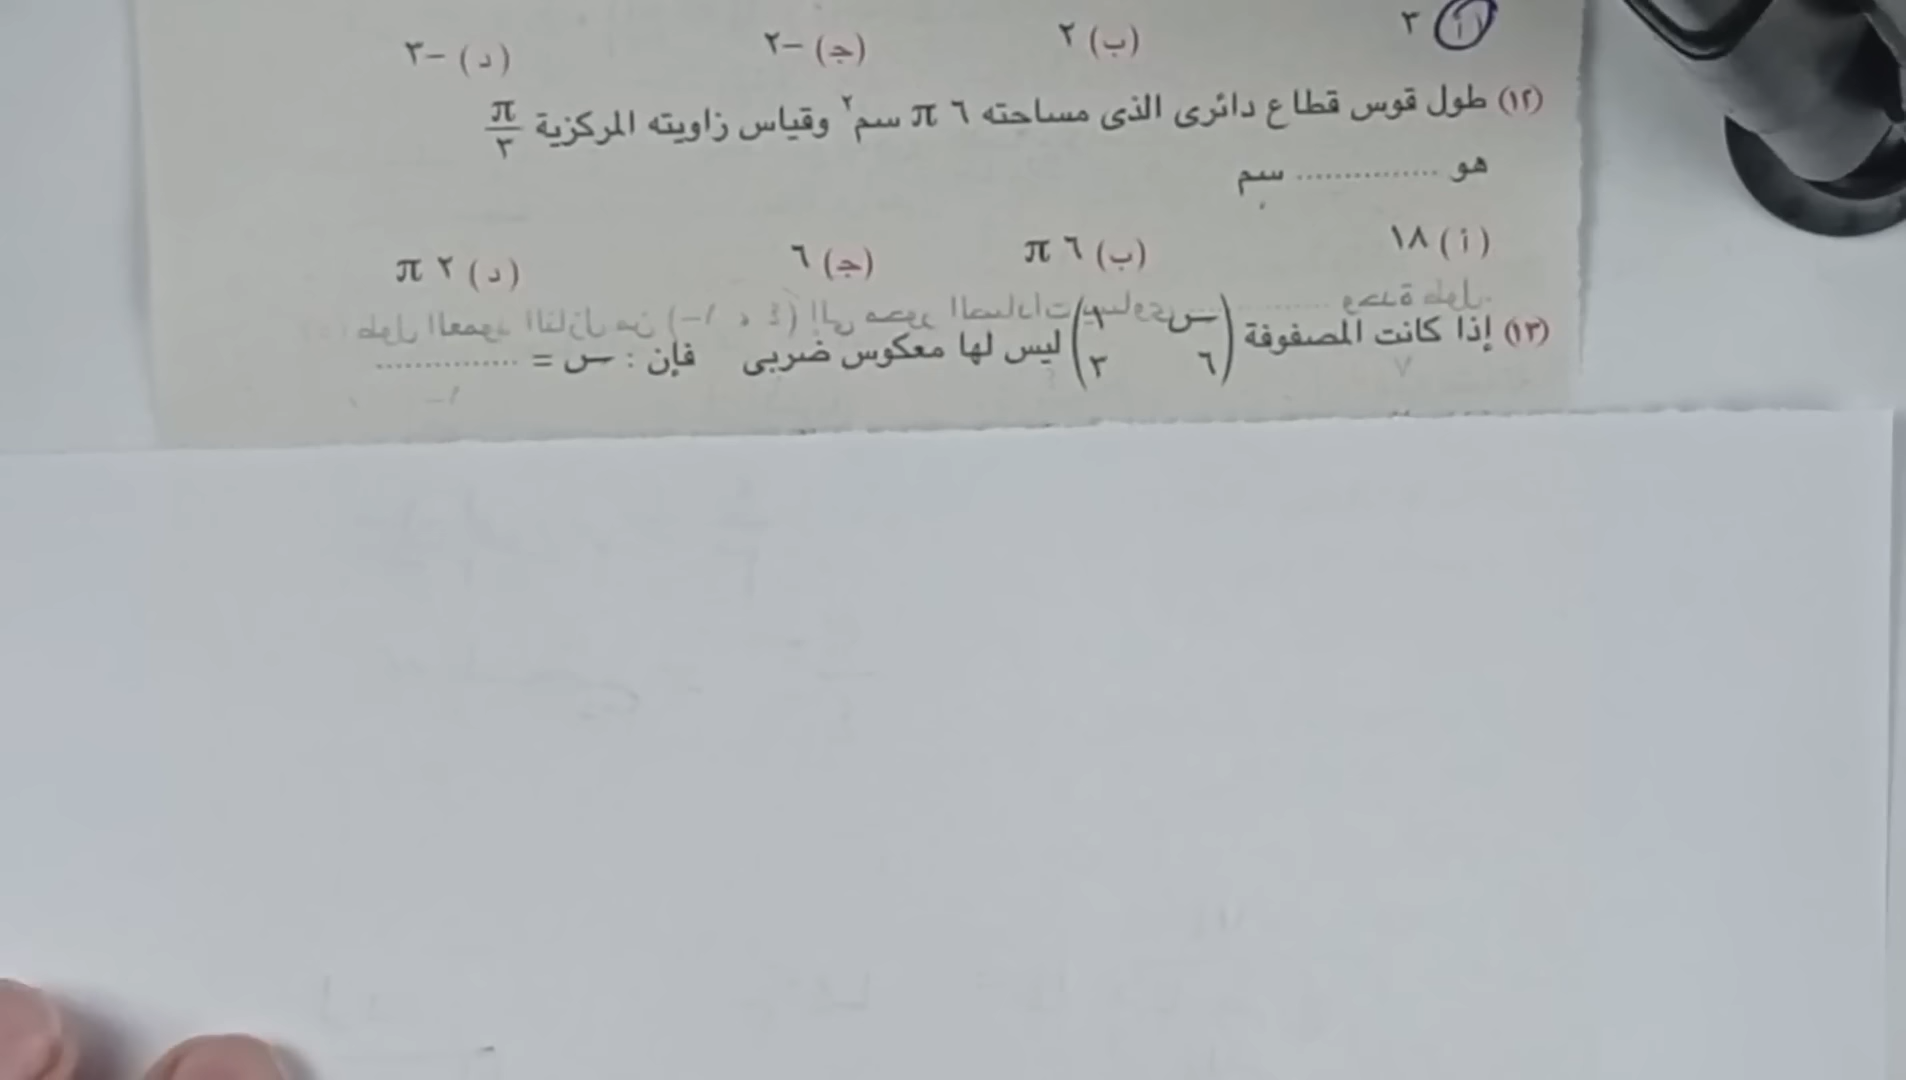 (أ) ٣ (ب) ٢ (جـ) –٢ (د) –٣
(١٢) طول قوس قطاع دائرى الذى مساحته ٦ π سم٢ وقياس زاويته المركزية π/٣
هو ............... سم
(أ) ١٨ (ب) ٦ π (جـ) ٦ (د) ٢ π
(١٣) إذا كانت المصفوفة (س ٦ ٣) ليس لها معكوس ضربى فإن : س = ...............